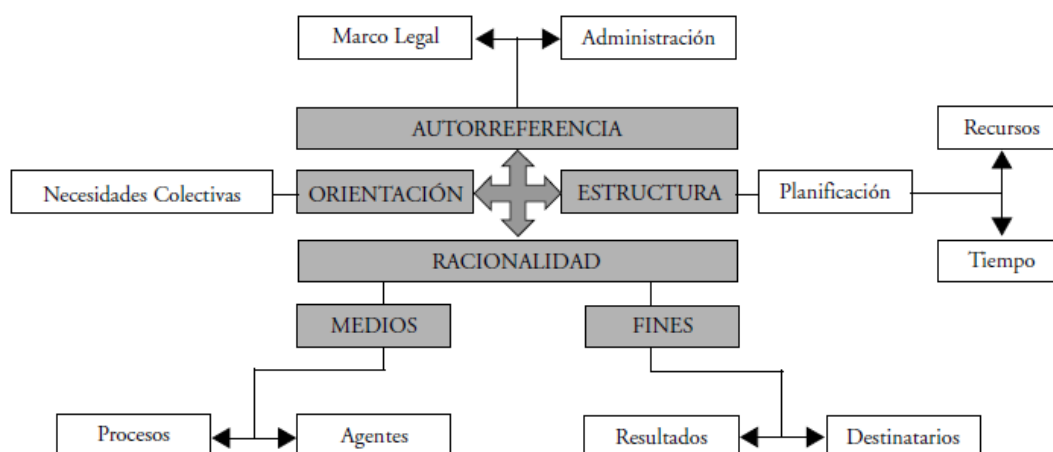 Marco Legal
Administración
AUTORREFERENCIA
Recursos
Necesidades Colectivas
ORIENTACIÓN
ESTRUCTURA
Planificación
RACIONALIDAD
Tiempo
MEDIOS
FINES
Procesos
Agentes
Resultados
Destinatarios